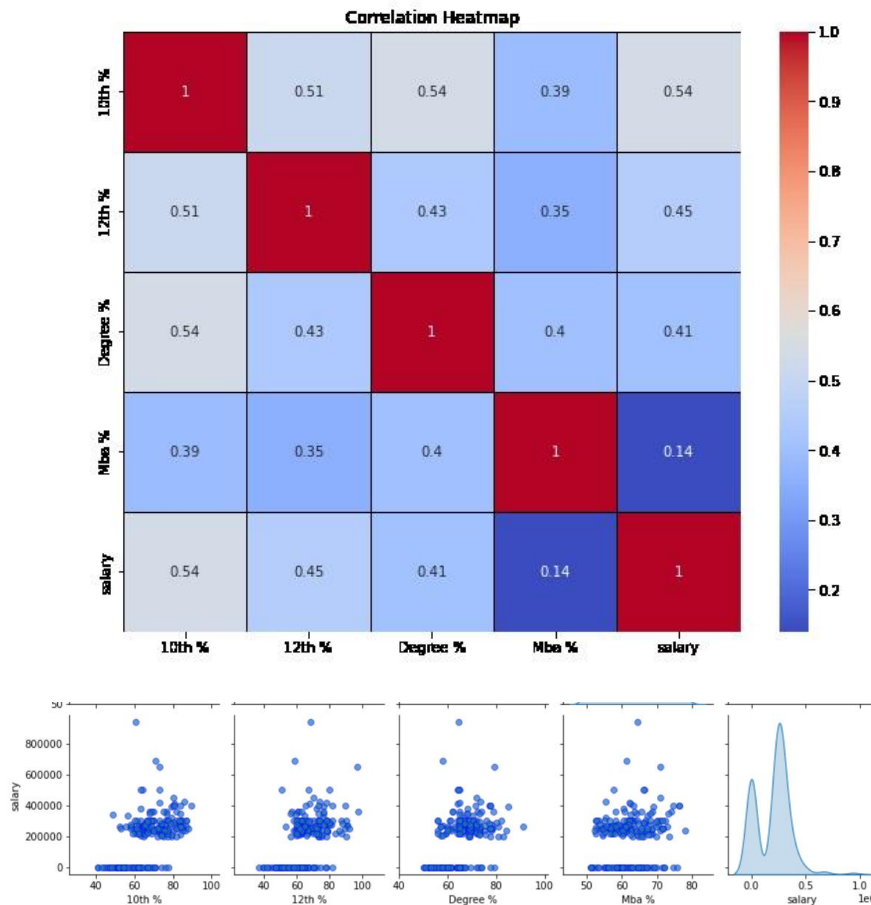 Correlation Heatmap
10th % 1 0.51 0.54 0.39 0.54
12th % 0.51 1 0.43 0.35 0.45
Degree % 0.54 0.43 1 0.4 0.41
Mba % 0.39 0.35 0.4 1 0.14
salary 0.54 0.45 0.41 0.14 1
10th % 12th % Degree % Mba % salary
1.0
0.9
0.8
0.7
0.6
0.5
0.4
0.3
0.2
50
salary
800000
600000
400000
200000
0
40 60 80 100 40 60 80 100 40 60 80 100 50 60 70 80 0.0 0.5 1.0
10th % 12th % Degree % Mba % salary